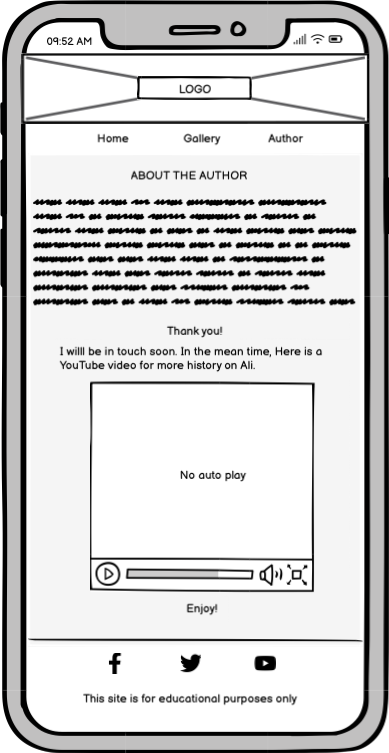 09:52 AM
LOGO
Home Gallery Author
ABOUT THE AUTHOR
Thank you!
I willl be in touch soon. In the mean time, Here is a
YouTube video for more history on Ali.
No auto play
Enjoy!
This site is for educational purposes only